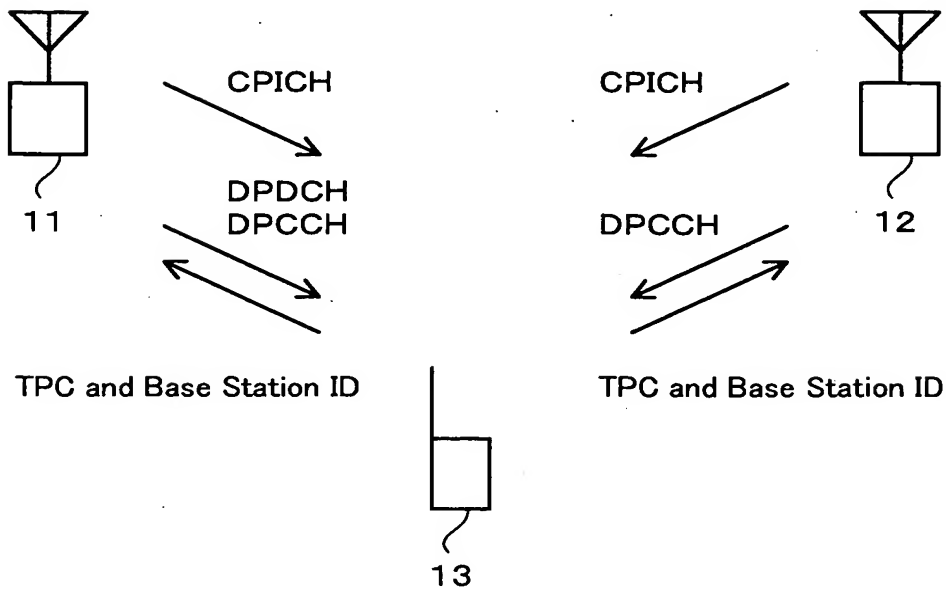 CPICH
CPICH
DPDCH
DPCCH
DPCCH
11
12
TPC and Base Station ID
TPC and Base Station ID
13